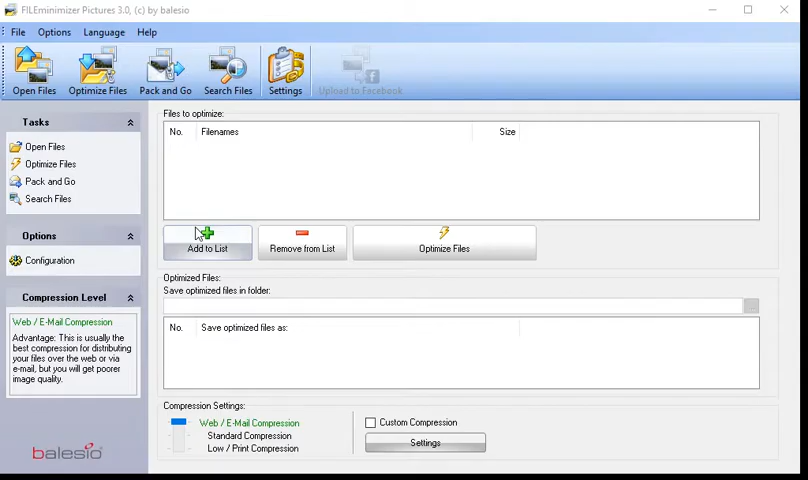 FILEminimizer Pictures 3.0, (c) by balesio
File Options Language Help
Open Files Optimize Files Pack and Go Search Files Settings Upload to Facebook
Tasks
Open Files
Optimize Files
Pack and Go
Search Files
Options
Configuration
Compression Level
Web / E-Mail Compression
Advantage: This is usually the
best compression for distributing
your files over the web or via
e-mail, but you will get poorer
image quality.
balesio
Files to optimize:
No. Filenames Size
Add to List Remove from List Optimize Files
Optimized Files:
Save optimized files in folder:
...
No. Save optimized files as:
Compression Settings:
Web / E-Mail Compression
Standard Compression
Low / Print Compression
Custom Compression
Settings